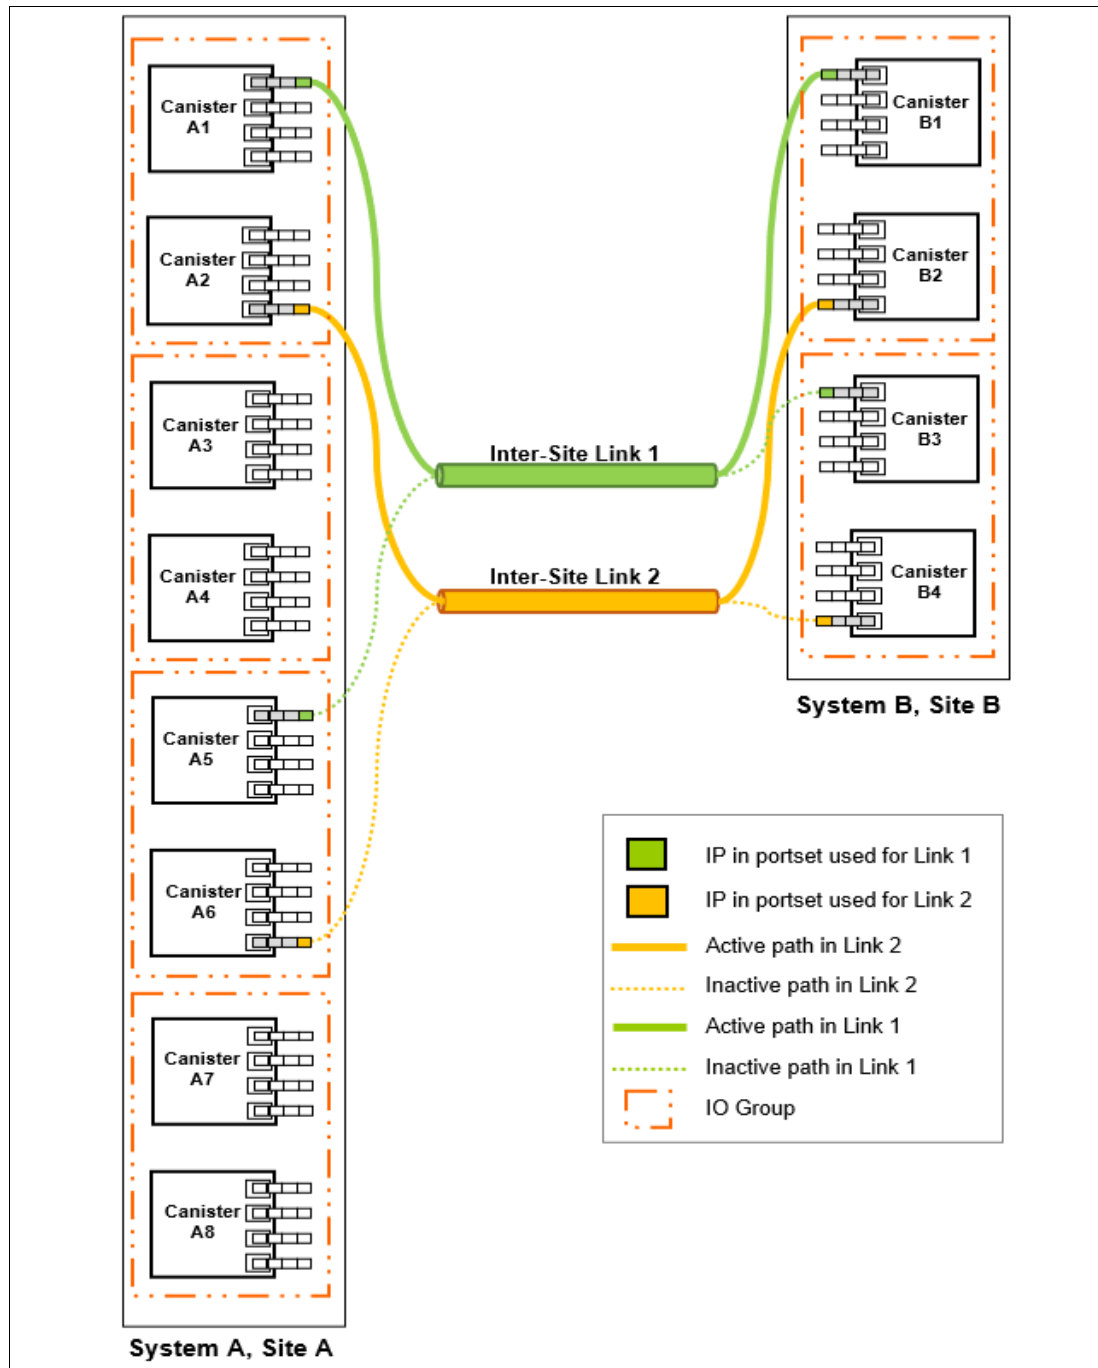 Canister
A1
Canister
A2
Canister
A3
Canister
A4
Canister
A5
Canister
A6
Canister
A7
Canister
A8
System A, Site A
Inter-Site Link 1
Inter-Site Link 2
Canister
B1
Canister
B2
Canister
B3
Canister
B4
System B, Site B
IP in portset used for Link 1
IP in portset used for Link 2
Active path in Link 2
Inactive path in Link 2
Active path in Link 1
Inactive path in Link 1
IO Group